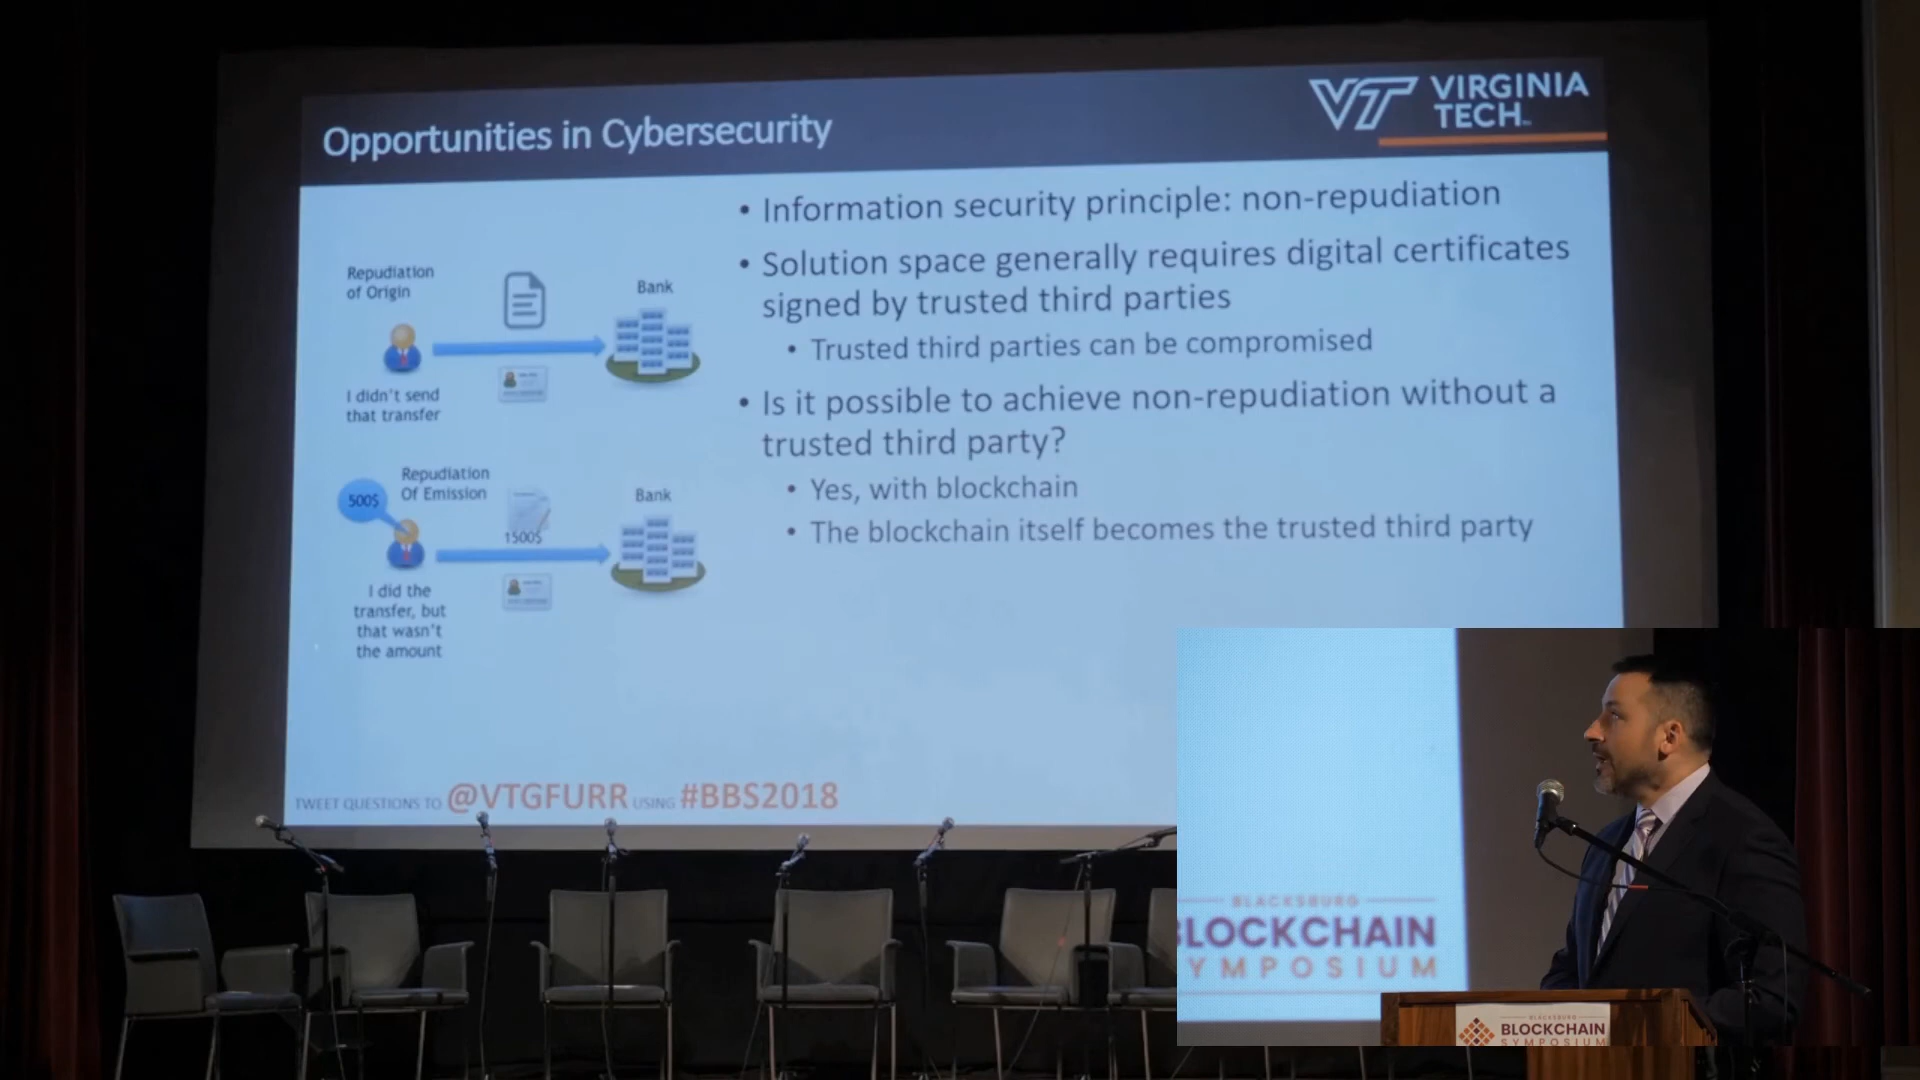 Opportunities in Cybersecurity
VT VIRGINIA
TECH
• Information security principle: non-repudiation
• Solution space generally requires digital certificates
signed by trusted third parties
• Trusted third parties can be compromised
• Is it possible to achieve non-repudiation without a
trusted third party?
• Yes, with blockchain
• The blockchain itself becomes the trusted third party
Repudiation
of Origin
Bank
I didn't send
that transfer
Repudiation
Of Emission
500$
1500$
Bank
I did the
transfer, but
that wasn't
the amount
TWEET QUESTIONS TO @VTGFURR USING #BBS2018
BLACKSBURG
BLOCKCHAIN
SYMPOSIUM
BLACKSBURG
BLOCKCHAIN
SYMPOSIUM